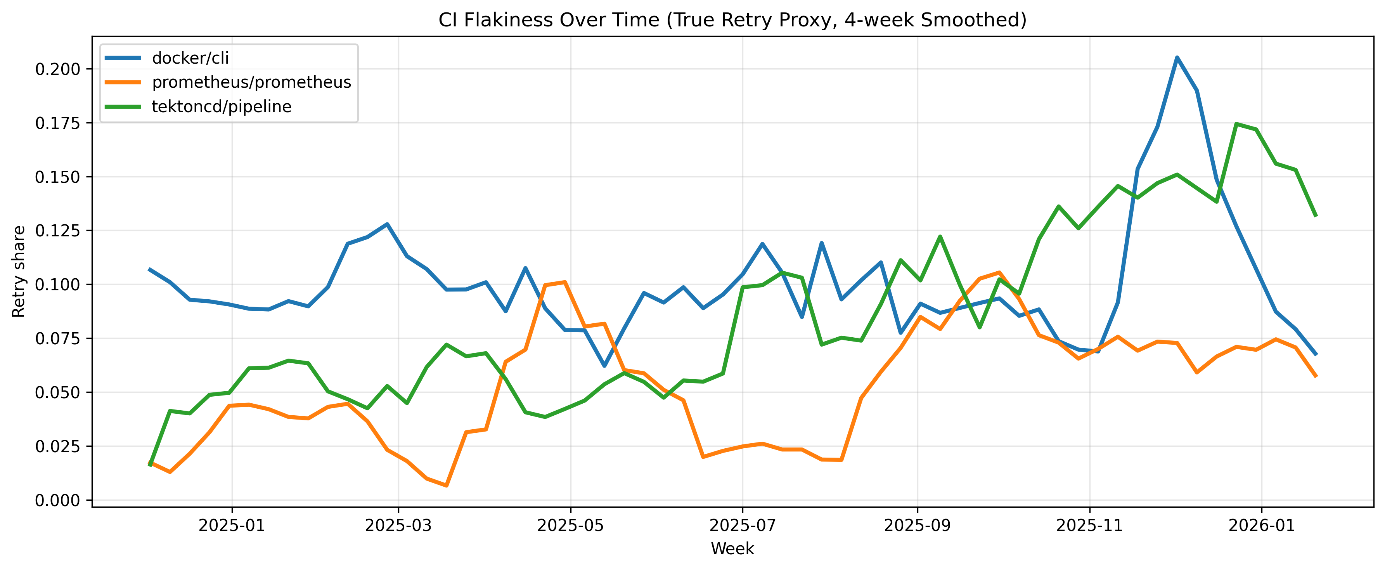 CI Flakiness Over Time (True Retry Proxy, 4-week Smoothed)
docker/cli
prometheus/prometheus
tektoncd/pipeline
Retry share
0.200
0.175
0.150
0.125
0.100
0.075
0.050
0.025
0.000
2025-01 2025-03 2025-05 2025-07 2025-09 2025-11 2026-01
Week